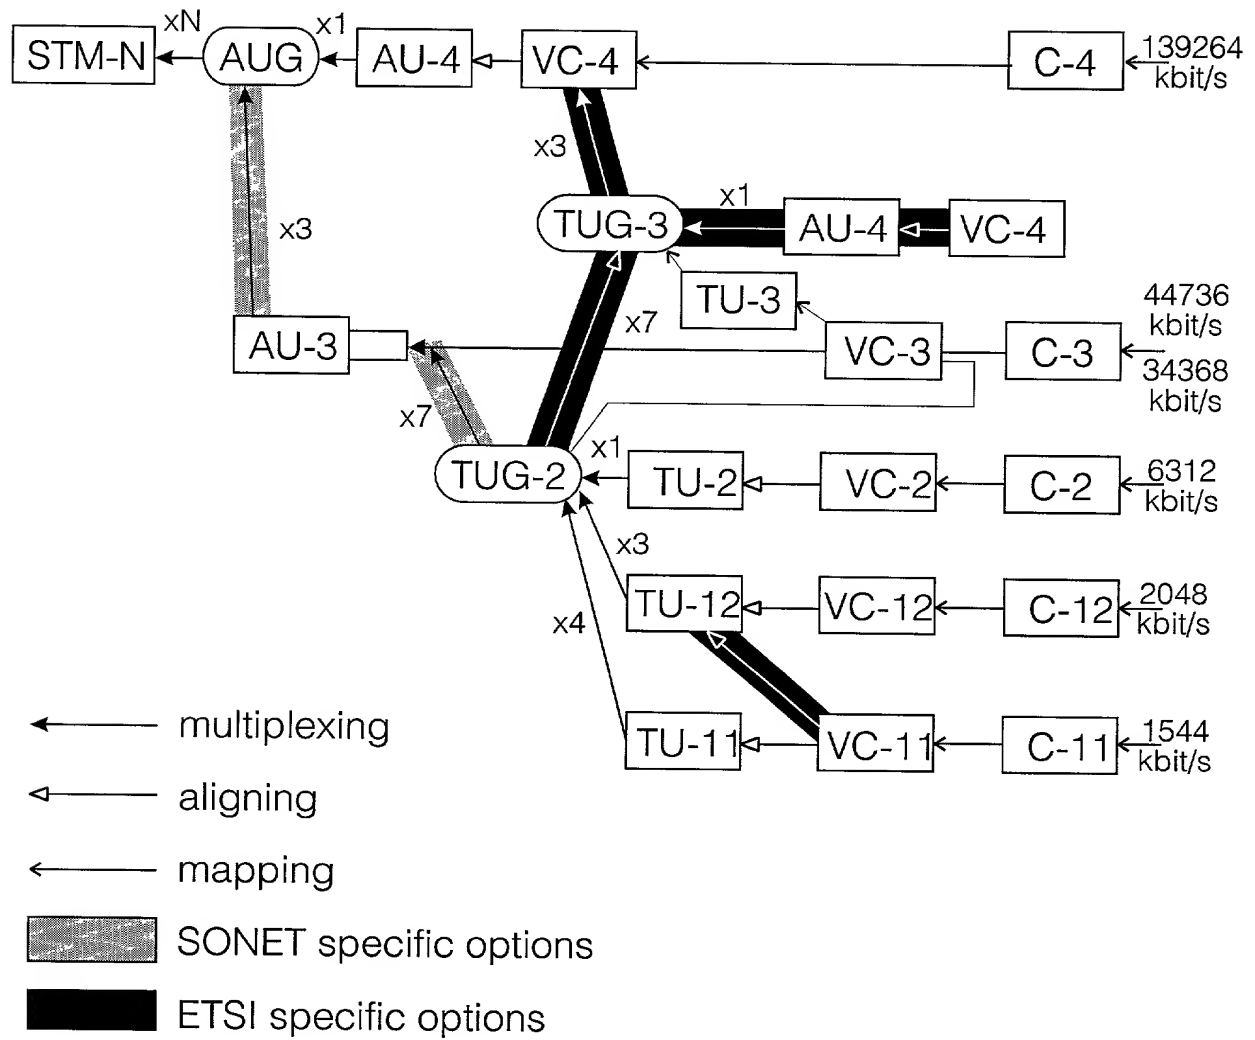 xN
x1
STM-N
AUG
AU-4
VC-4
C-4
139264
kbit/s
x3
x1
TUG-3
AU-4
VC-4
x3
TU-3
44736
kbit/s
x7
AU-3
VC-3
C-3
34368
kbit/s
x7
x1
TUG-2
TU-2
VC-2
C-2
6312
kbit/s
x3
TU-12
VC-12
C-12
2048
kbit/s
x4
TU-11
VC-11
C-11
1544
kbit/s
multiplexing
aligning
mapping
SONET specific options
ETSI specific options